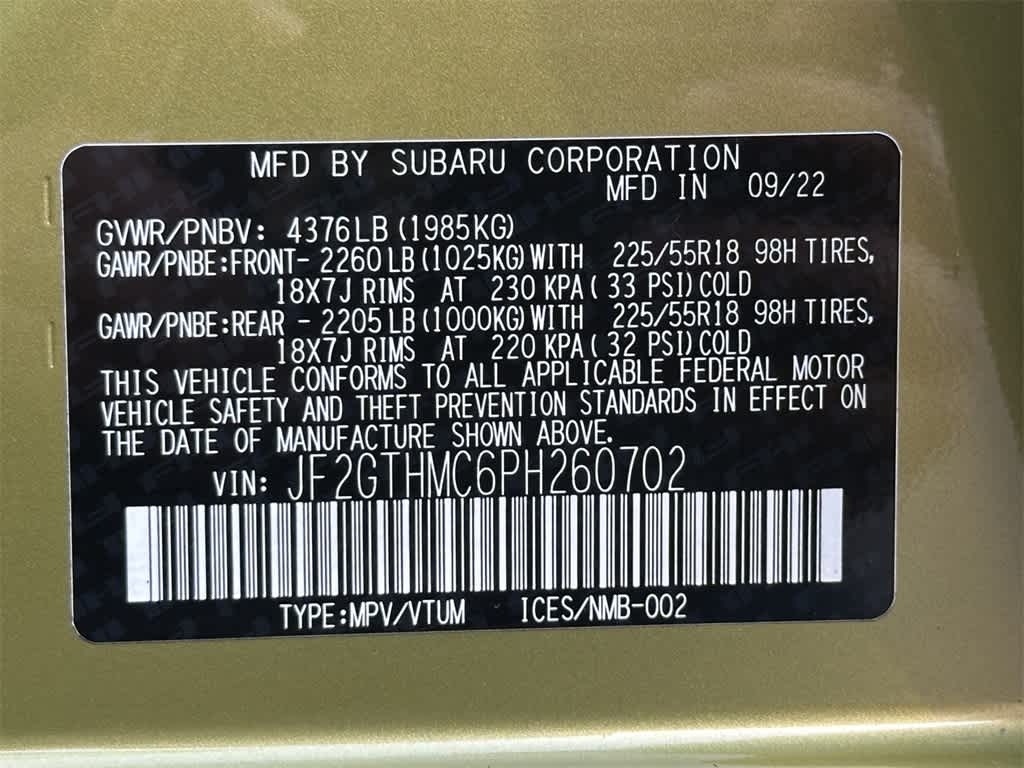 MFD BY SUBARU CORPORATION
MFD IN 09/22
GVWR/PNBV: 4376LB (1985KG)
GAWR/PNBE:FRONT- 2260 LB (1025KG) WITH 225/55R18 98H TIRES,
18X7J RIMS AT 230 KPA ( 33 PSI) COLD
GAWR/PNBE:REAR - 2205 LB (1000KG) WITH 225/55R18 98H TIRES,
18X7J RIMS AT 220 KPA ( 32 PSI) COLD
THIS VEHICLE CONFORMS TO ALL APPLICABLE FEDERAL MOTOR
VEHICLE SAFETY AND THEFT PREVENTION STANDARDS IN EFFECT ON
THE DATE OF MANUFACTURE SHOWN ABOVE.
VIN: JF2GTHMC6PH260702
TYPE:MPV/VTUM ICES/NMB-002